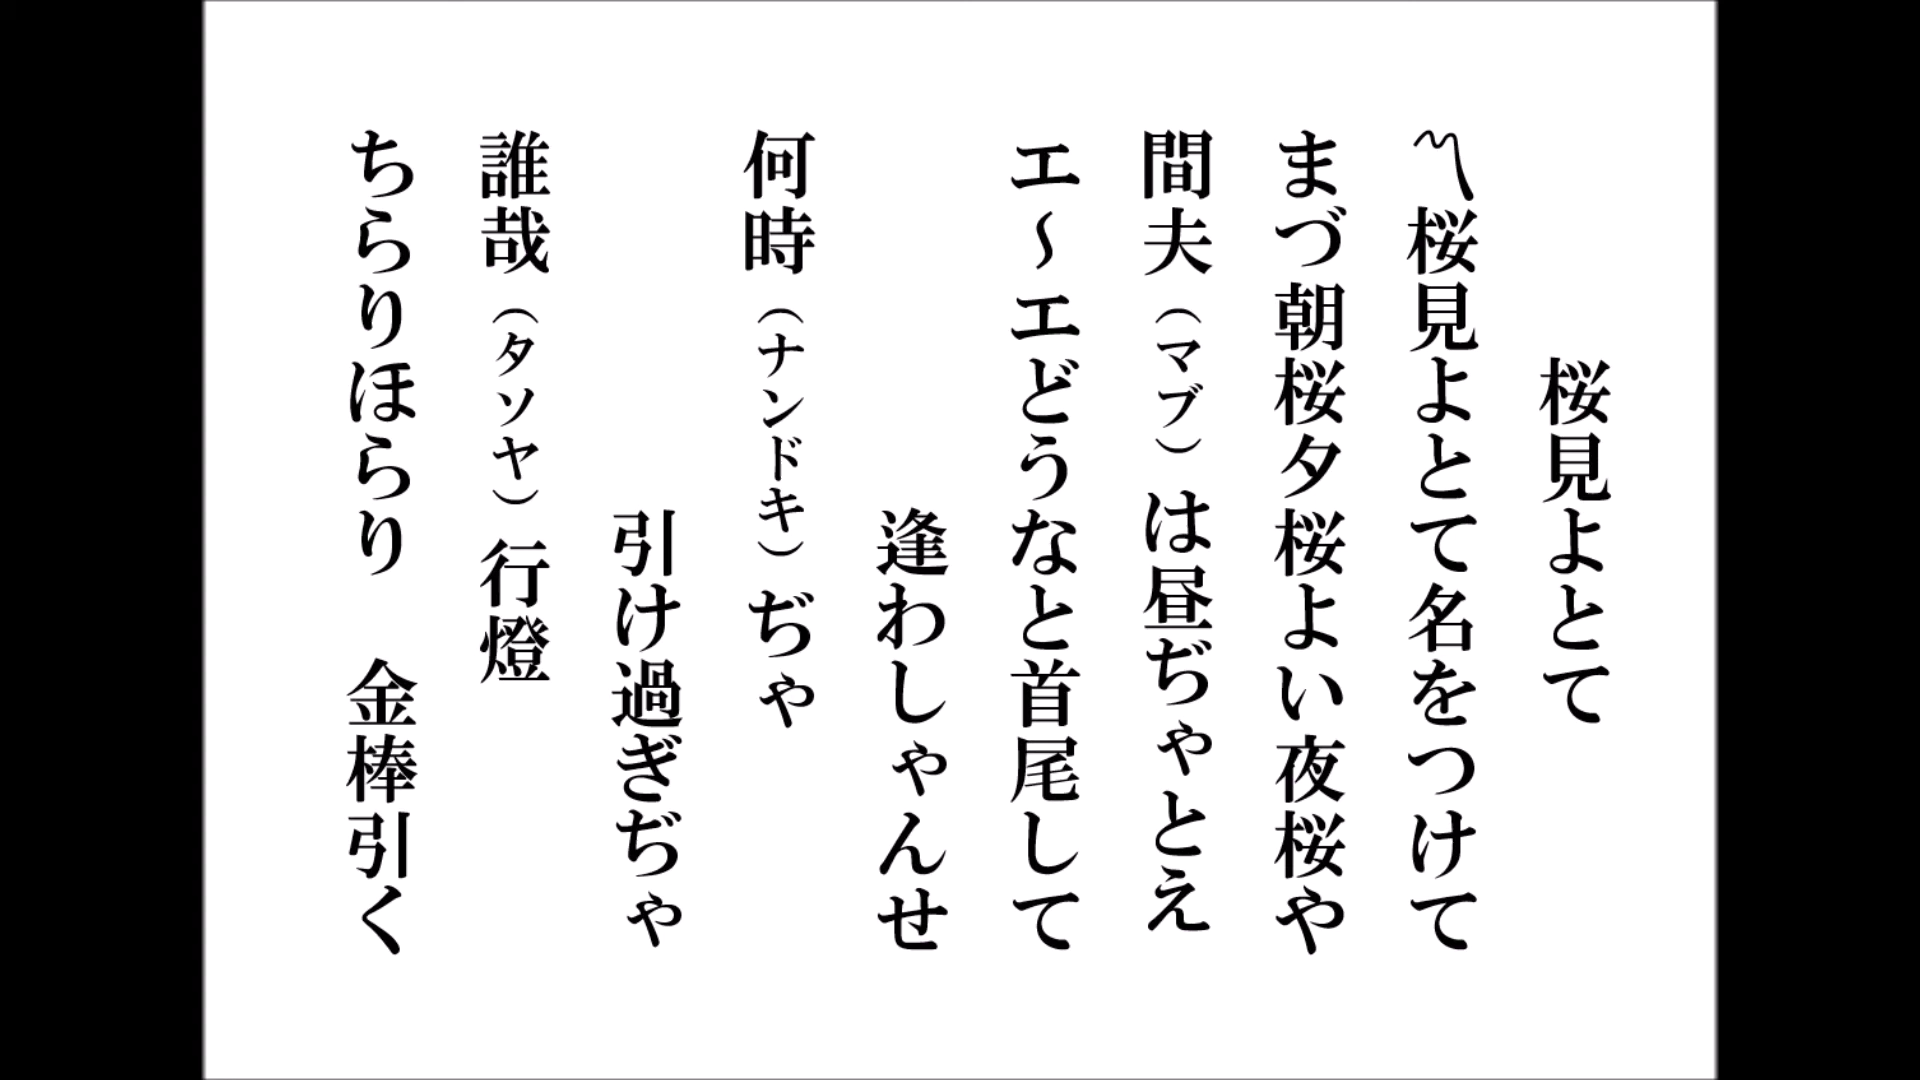 桜見よとて
〽桜見よとて名をつけて
まづ朝桜夕桜よい夜桜や
間夫（マブ）は昼ぢゃとえ
エ～エどうなと首尾して
逢わしゃんせ
何時（ナンドキ）ぢゃ
引け過ぎぢゃ
誰哉（タソヤ）行燈
ちらりほらり　金棒引く